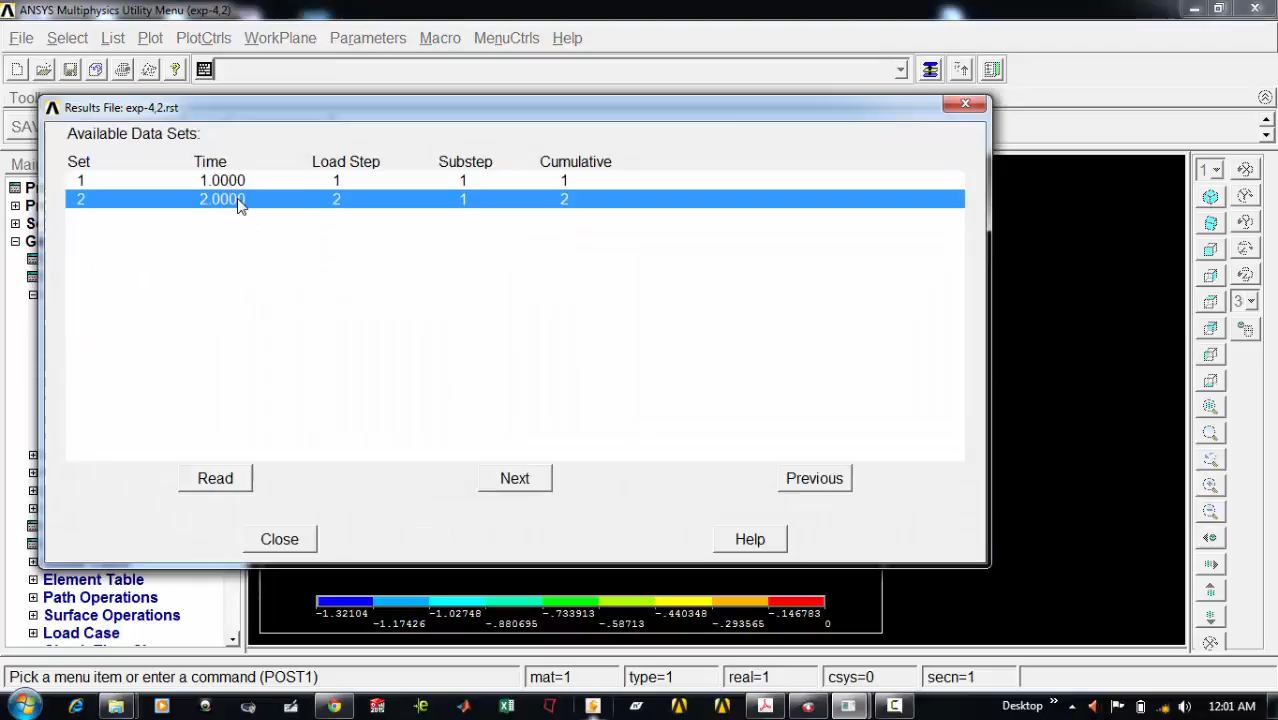 ANSYS Multiphysics Utility Menu (exp-4,2)
File Select List Plot PlotCtrls WorkPlane Parameters Macro MenuCtrls Help
Results File: exp-4,2.rst
Available Data Sets:
Set Time Load Step Substep Cumulative
1 1.0000 1 1 1
2 2.0000 2 1 2
Read Next Previous
Close Help
1
3
Element Table
Path Operations
Surface Operations
Load Case
-1.32104 -1.02748 -.733913 -.440348 -.146783
-1.17426 -.880695 -.58713 -.293565 0
Pick a menu item or enter a command (POST1) mat=1 type=1 real=1 csys=0 secn=1
Desktop 12:01 AM